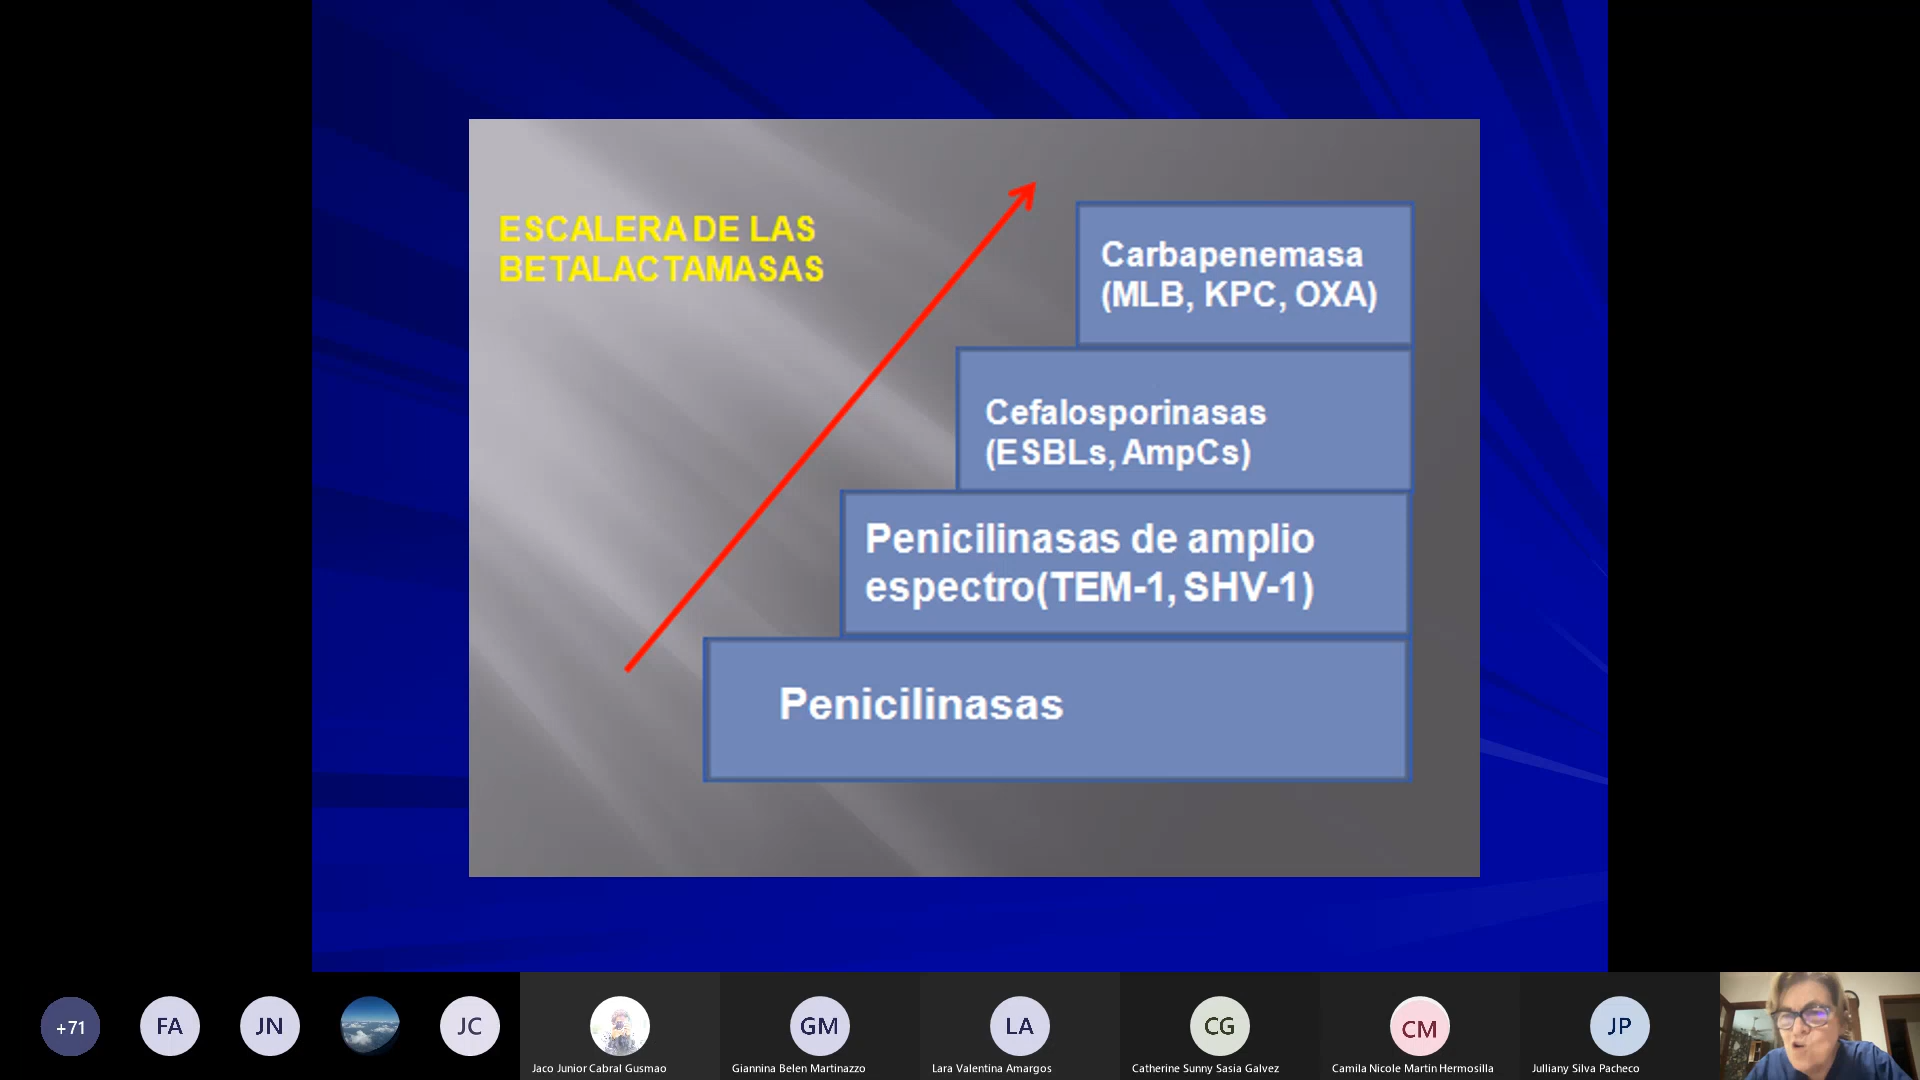 ESCALERA DE LAS
BETALACTAMASAS
Carbapenemasa
(MLB, KPC, OXA)
Cefalosporinasas
(ESBLs, AmpCs)
Penicilinasas de amplio
espectro(TEM-1, SHV-1)
Penicilinasas
+71
FA
JN
JC
GM
LA
CG
CM
JP
Jaco Junior Cabral Gusmao
Giannina Belen Martinazzo
Lara Valentina Amargos
Catherine Sunny Sasia Galvez
Camila Nicole Martin Hermosilla
Julliany Silva Pacheco